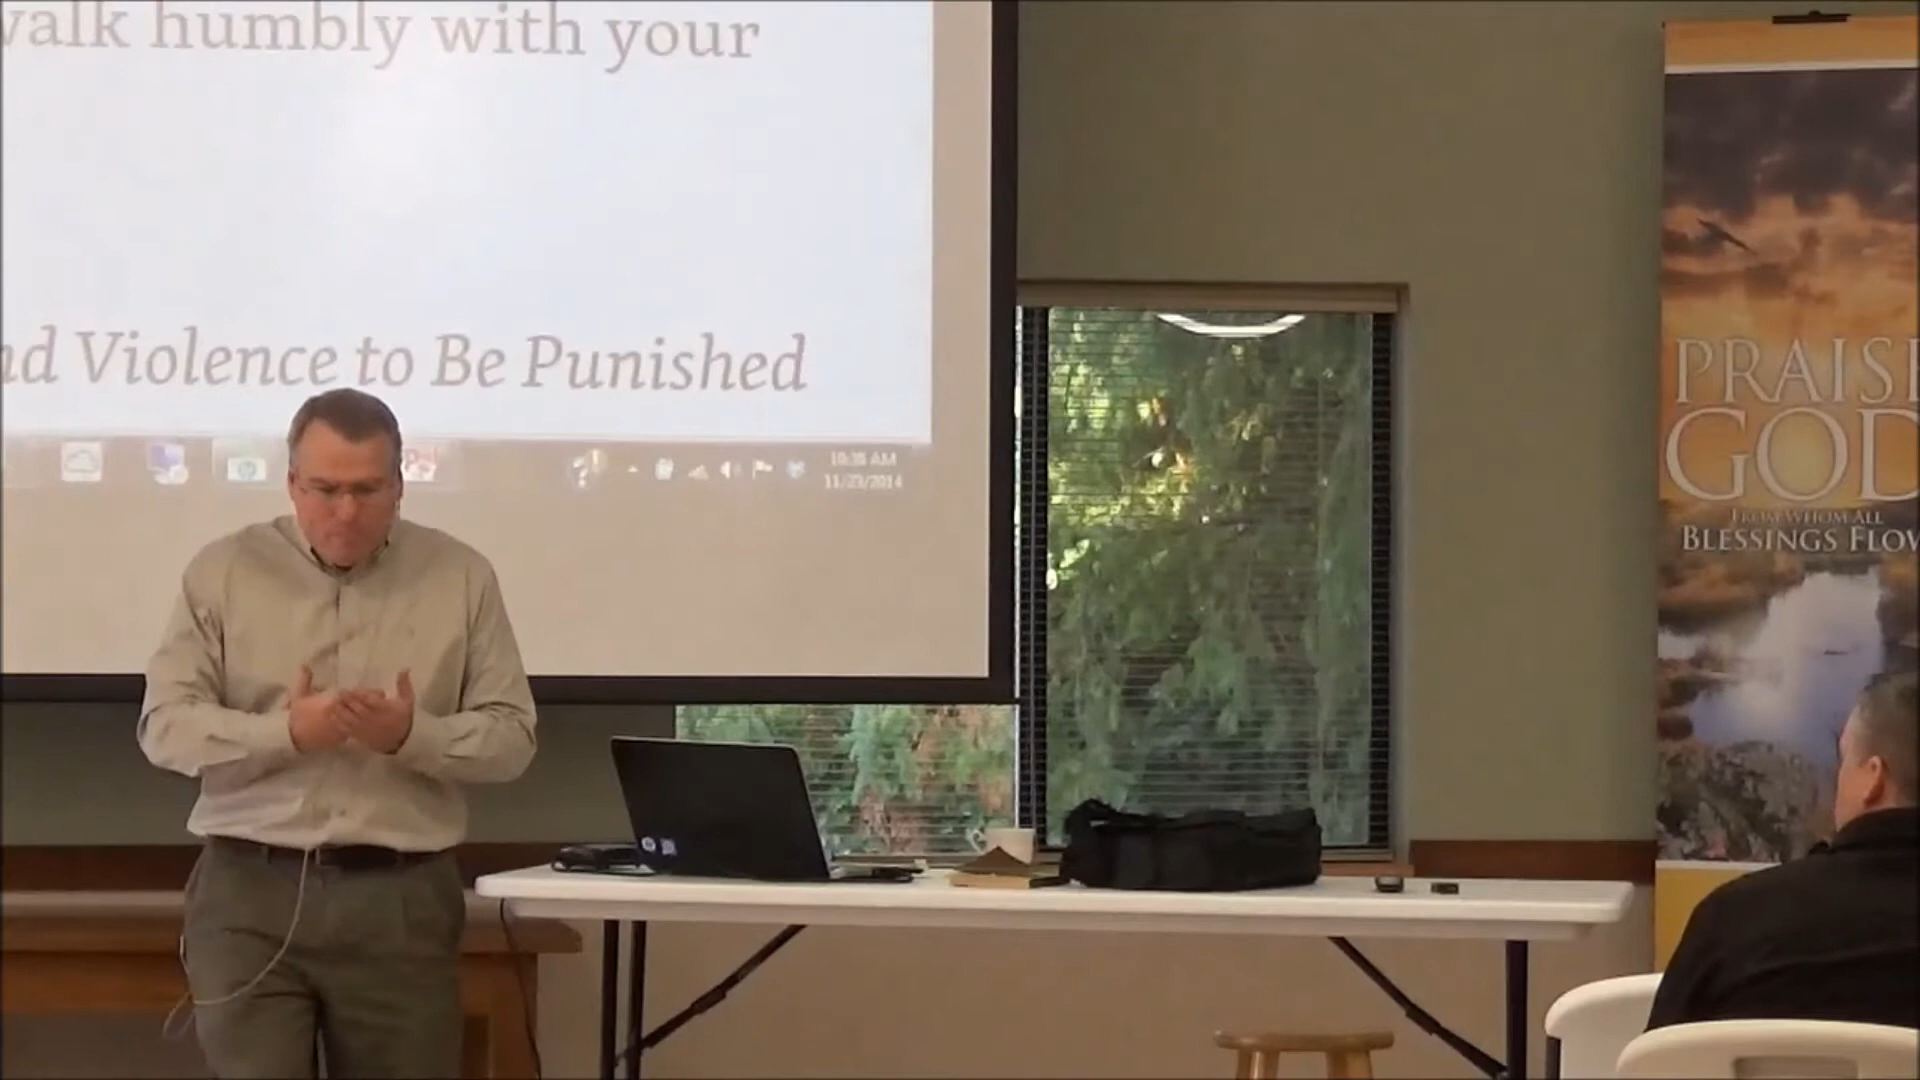 walk humbly with your
nd Violence to Be Punished
10:38 AM
11/23/2014
PRAISE
GOD
FROM WHOM ALL
BLESSINGS FLOW